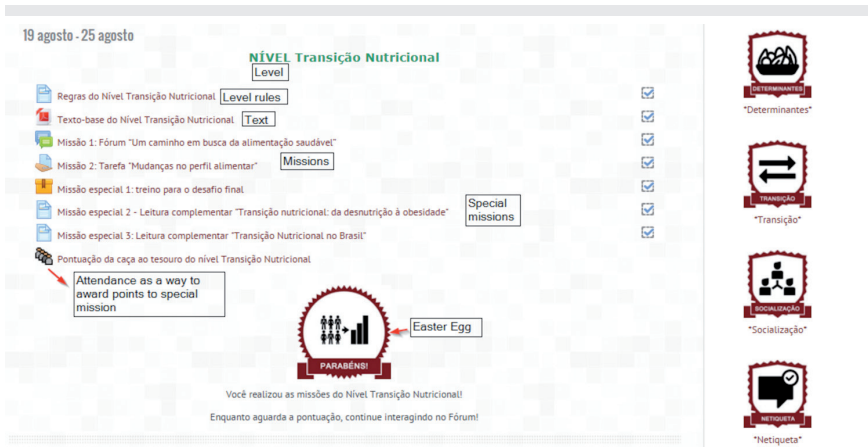 19 agosto - 25 agosto
NÍVEL Transição Nutricional
Level
Regras do Nível Transição Nutricional
Level rules
Texto-base do Nível Transição Nutricional
Text
Missão 1: Fórum "Um caminho em busca da alimentação saudável"
Missão 2: Tarefa "Mudanças no perfil alimentar"
Missions
Missão especial 1: treino para o desafio final
Missão especial 2 - Leitura complementar "Transição nutricional: da desnutrição à obesidade"
Special
missions
Missão especial 3: Leitura complementar "Transição Nutricional no Brasil"
Pontuação da caça ao tesouro do nível Transição Nutricional
Attendance as a way to
award points to special
mission
Easter Egg
PARABÉNS!
Você realizou as missões do Nível Transição Nutricional!
Enquanto aguarda a pontuação, continue interagindo no Fórum!
DETERMINANTES
"Determinantes"
TRANSIÇÃO
"Transição"
SOCIALIZAÇÃO
"Socialização"
NETIQUETA
"Netiqueta"